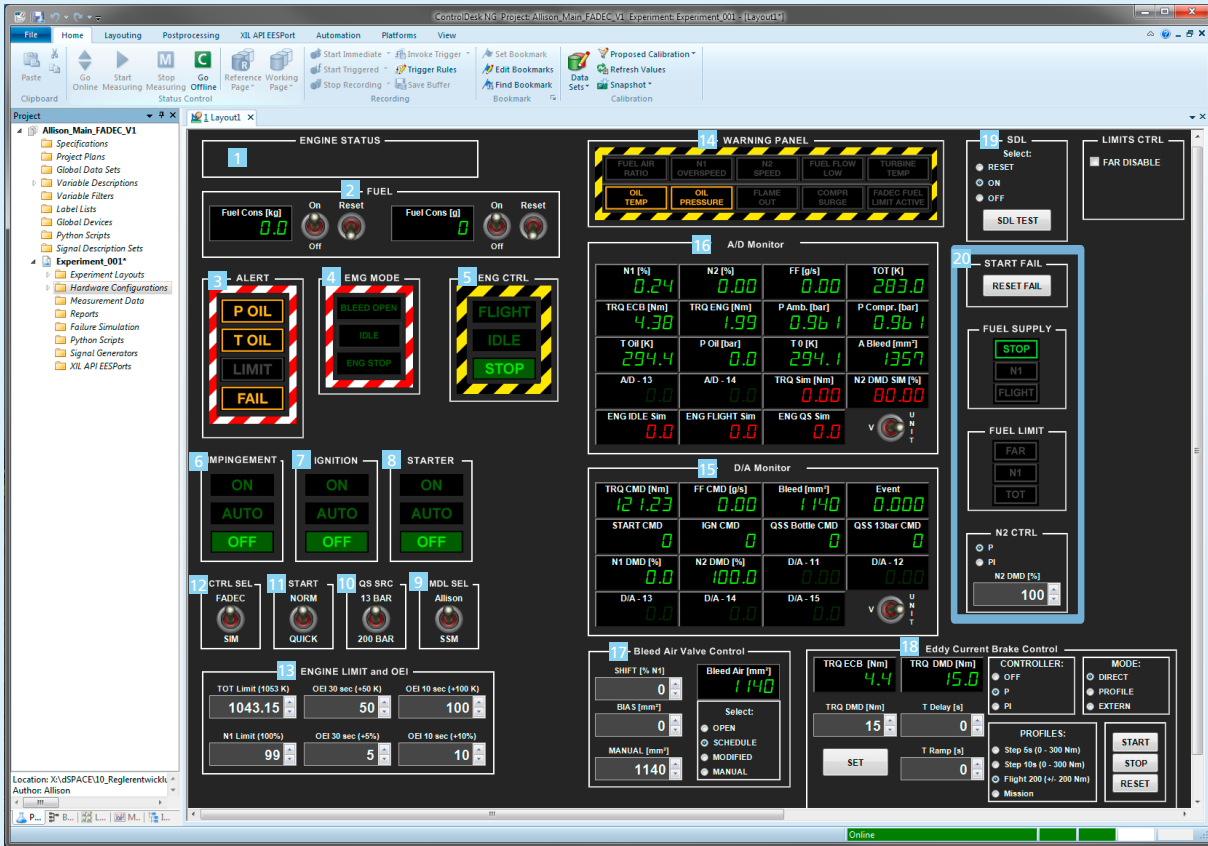 ControlDesk NG Project: Allison_Main_FADEC_V1 Experiment: Experiment_001 - [Layout1*]
File Home Layouting Postprocessing XIL API EESPort Automation Platforms View
Paste
Go Online
Start Measuring
Stop Measuring
Go Offline
Reference Page
Working Page
Start Immediate
Start Triggered
Stop Recording
Invoke Trigger
Trigger Rules
Save Buffer
Set Bookmark
Edit Bookmarks
Find Bookmark
Data Sets
Proposed Calibration
Refresh Values
Snapshot
Clipboard Status Control Recording Bookmark Calibration
Project
Allison_Main_FADEC_V1
Specifications
Project Plans
Global Data Sets
Variable Descriptions
Variable Filters
Label Lists
Global Devices
Python Scripts
Signal Description Sets
Experiment_001*
Experiment Layouts
Hardware Configurations
Measurement Data
Reports
Failure Simulation
Python Scripts
Signal Generators
XIL API EESPorts
Location: X:\dSPACE\10_Reglerentwicklu
Author: Allison
P... B... L... M... I...
1 Layout1
ENGINE STATUS
1
2 FUEL
Fuel Cons [kg]
0.0
On
Off
Reset
Fuel Cons [g]
0
On
Off
Reset
3 ALERT
P OIL
T OIL
LIMIT
FAIL
4 EMG MODE
BLEED OPEN
IDLE
ENG STOP
5 ENG CTRL
FLIGHT
IDLE
STOP
6 IMPINGEMENT
ON
AUTO
OFF
7 IGNITION
ON
AUTO
OFF
8 STARTER
ON
AUTO
OFF
12 CTRL SEL
FADEC
SIM
11 START
NORM
QUICK
10 QS SRC
13 BAR
200 BAR
9 MDL SEL
Allison
SSM
13 ENGINE LIMIT and OEI
TOT Limit (1053 K) OEI 30 sec (+50 K) OEI 10 sec (+100 K)
1043.15 50 100
N1 Limit (100%) OEI 30 sec (+5%) OEI 10 sec (+10%)
99 5 10
14 WARNING PANEL
FUEL AIR RATIO
N1 OVERSPEED
N2 SPEED
FUEL FLOW LOW
TURBINE TEMP
OIL TEMP
OIL PRESSURE
FLAME OUT
COMPR SURGE
FADEC FUEL LIMIT ACTIVE
16 A/D Monitor
N1 [%] N2 [%] FF [g/s] TOT [K]
0.24 0.00 0.00 283.0
TRQ ECB [Nm] TRQ ENG [Nm] P Amb. [bar] P Compr. [bar]
4.38 1.99 0.961 0.961
T Oil [K] P Oil [bar] T 0 [K] A Bleed [mm²]
294.4 0.0 294.1 1357
A/D - 13 A/D - 14 TRQ Sim [Nm] N2 DMD SIM [%]
0.0 0.0 0.00 80.00
ENG IDLE Sim ENG FLIGHT Sim ENG QS Sim
0.0 0.0 0.0
V
UNIT
15 D/A Monitor
TRQ CMD [Nm] FF CMD [g/s] Bleed [mm²] Event
121.23 0.00 1140 0.000
START CMD IGN CMD QSS Bottle CMD QSS 13bar CMD
0 0 0 0
N1 DMD [%] N2 DMD [%] D/A - 11 D/A - 12
0.0 100.0 0.00 0.00
D/A - 13 D/A - 14 D/A - 15
0.0 0.0 0.0
V
UNIT
17 Bleed Air Valve Control
SHIFT [% N1]
0
BIAS [mm²]
0
MANUAL [mm²]
1140
Bleed Air [mm²]
1140
Select:
OPEN
SCHEDULE
MODIFIED
MANUAL
18 Eddy Current Brake Control
TRQ ECB [Nm] TRQ DMD [Nm]
4.4 15.0
TRQ DMD [Nm] T Delay [s]
15 0
SET
T Ramp [s]
0
CONTROLLER:
OFF
P
PI
MODE:
DIRECT
PROFILE
EXTERN
PROFILES:
Step 5s (0 - 300 Nm)
Step 10s (0 - 300 Nm)
Flight 200 (+/- 200 Nm)
Mission
START
STOP
RESET
19 SDL
Select:
RESET
ON
OFF
SDL TEST
LIMITS CTRL
FAR DISABLE
20 START FAIL
RESET FAIL
FUEL SUPPLY
STOP
N1
FLIGHT
FUEL LIMIT
FAR
N1
TOT
N2 CTRL
P
PI
N2 DMD [%]
100
Online